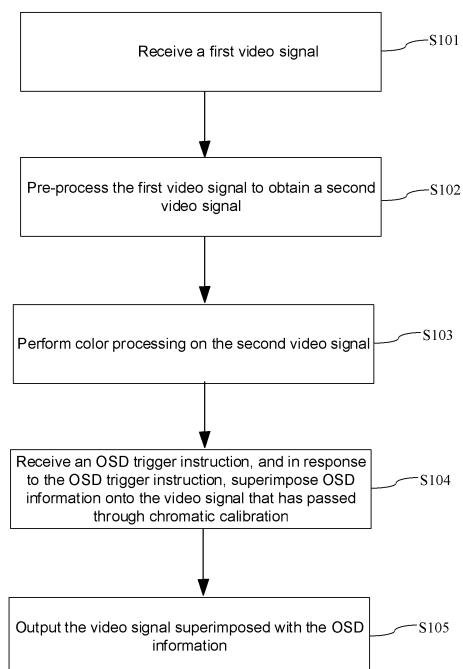 Receive a first video signal
S101
Pre-process the first video signal to obtain a second
video signal
S102
Perform color processing on the second video signal
S103
Receive an OSD trigger instruction, and in response
to the OSD trigger instruction, superimpose OSD
information onto the video signal that has passed
through chromatic calibration
S104
Output the video signal superimposed with the OSD
information
S105